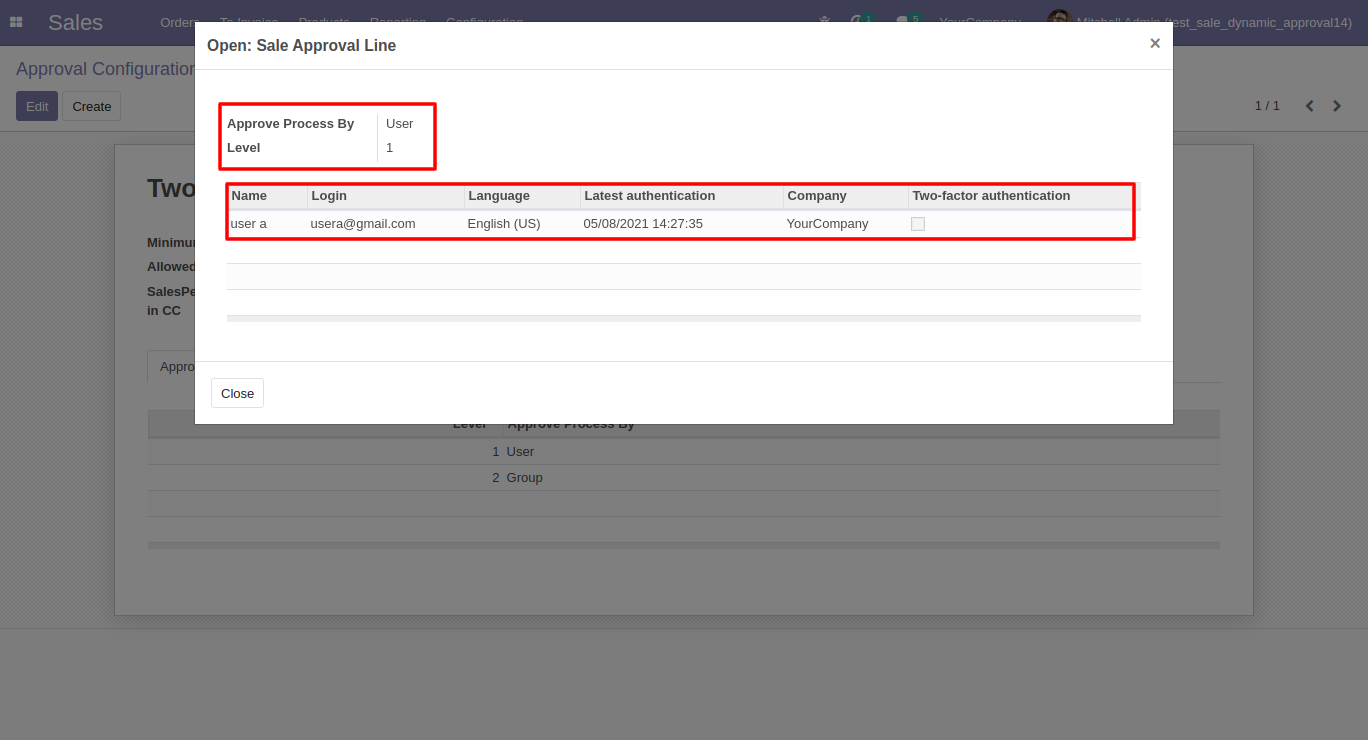 Sales Orders To Invoice Products Reporting Configuration 1 5 YourCompany Mitchell Admin (test_sale_dynamic_approval14)
Open: Sale Approval Line ×
Approval Configuration
Edit Create 1 / 1
Approve Process By User
Level 1
Name Login Language Latest authentication Company Two-factor authentication
user a usera@gmail.com English (US) 05/08/2021 14:27:35 YourCompany
Two
Minimum
Allowed
SalesPe
in CC
Appro
Close
Level Approve Process By
1 User
2 Group